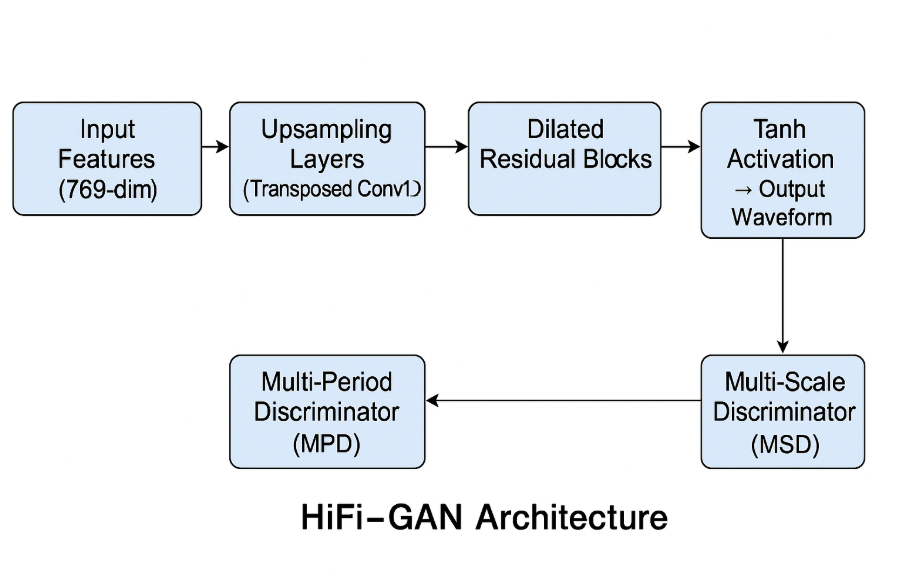 Input
Features
(769-dim)
Upsampling
Layers
(Transposed Conv1D)
Dilated
Residual Blocks
Tanh
Activation
→ Output
Waveform
Multi-Period
Discriminator
(MPD)
Multi-Scale
Discriminator
(MSD)
HiFi-GAN Architecture